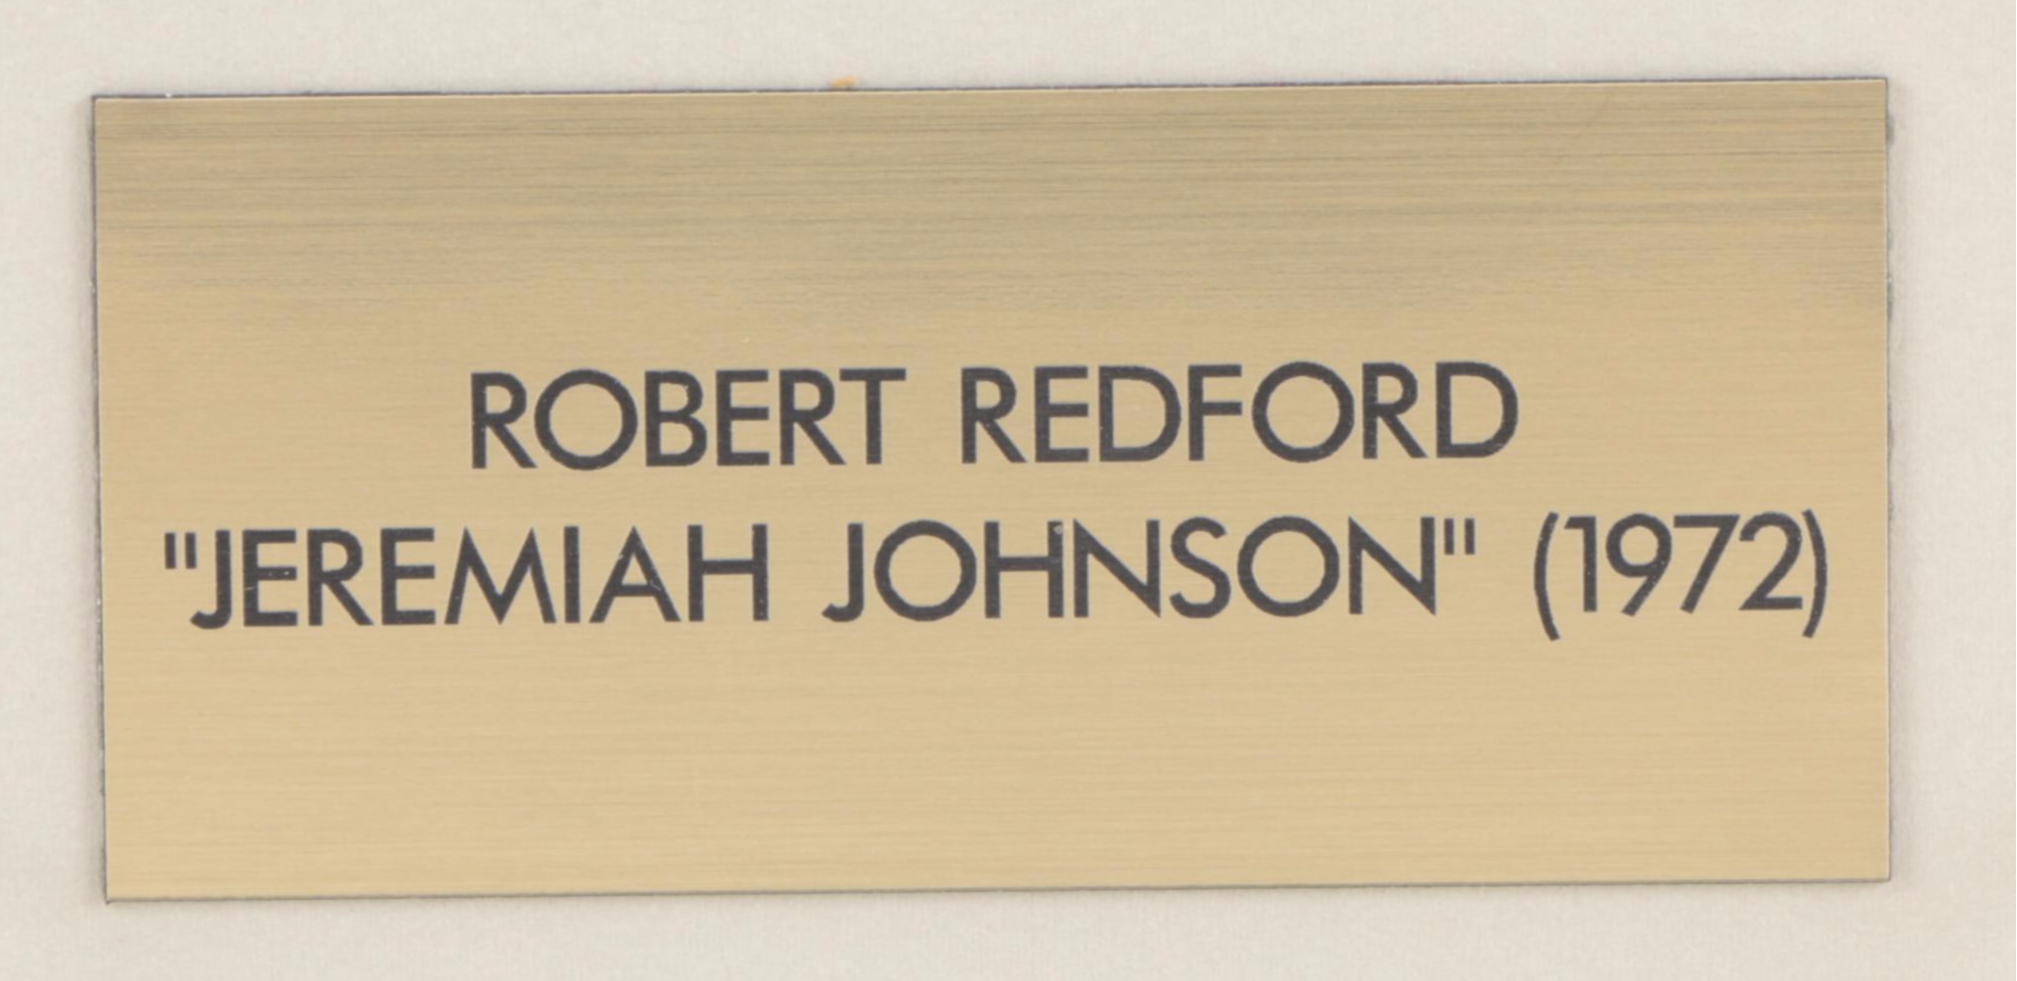 ROBERT REDFORD
"JEREMIAH JOHNSON" (1972)